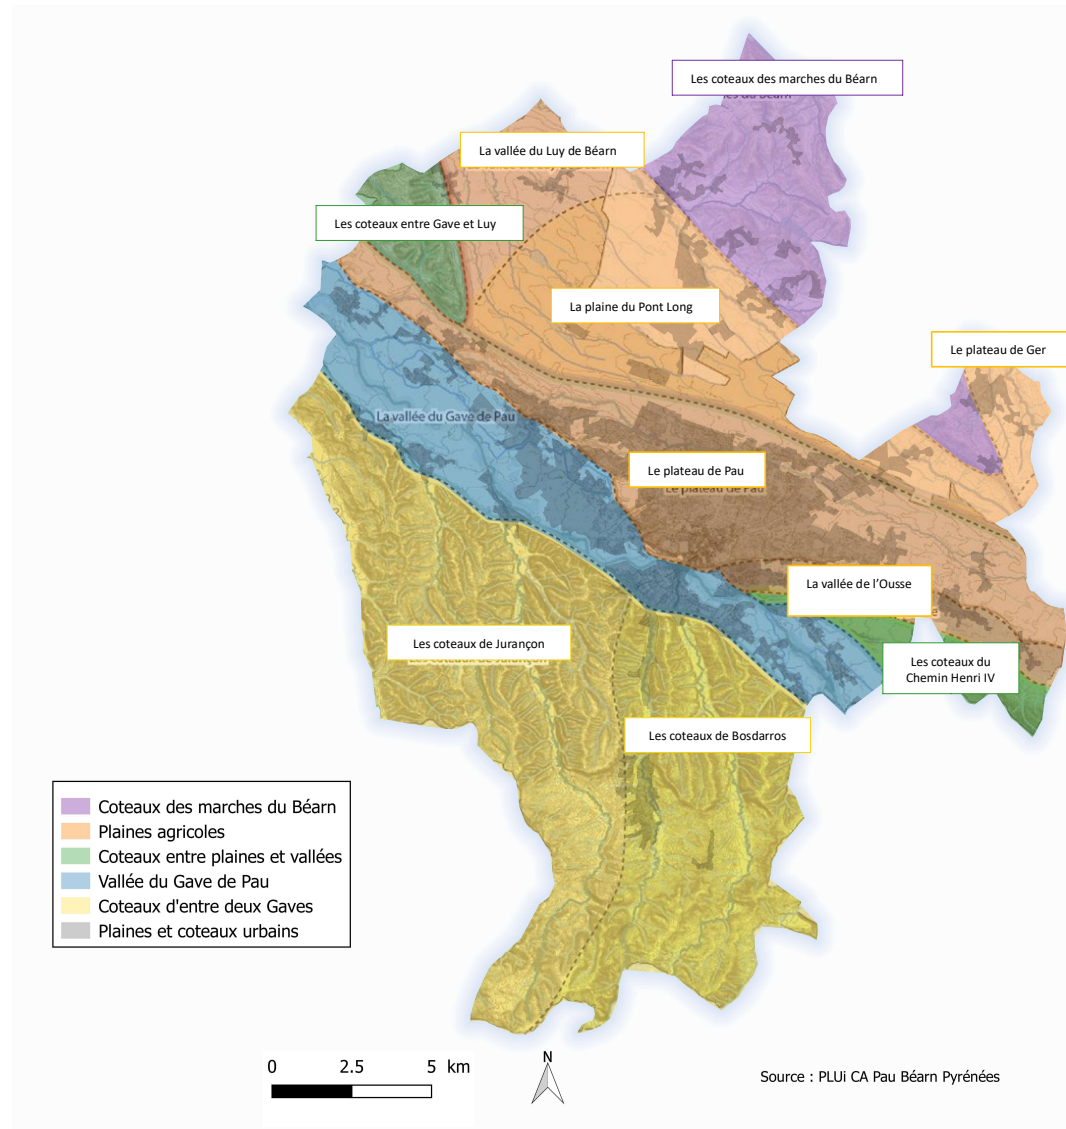 Les coteaux des marches du Béarn
La vallée du Luy de Béarn
Les coteaux entre Gave et Luy
La plaine du Pont Long
Le plateau de Ger
La vallée du Gave de Pau
Le plateau de Pau
Le plateau de Pau
La vallée de l’Ousse
Les coteaux de Jurançon
Les coteaux de Jurançon
Les coteaux du
Chemin Henri IV
Les coteaux de Bosdarros
Coteaux des marches du Béarn
Plaines agricoles
Coteaux entre plaines et vallées
Vallée du Gave de Pau
Coteaux d'entre deux Gaves
Plaines et coteaux urbains
0 2.5 5 km
N
Source : PLUi CA Pau Béarn Pyrénées